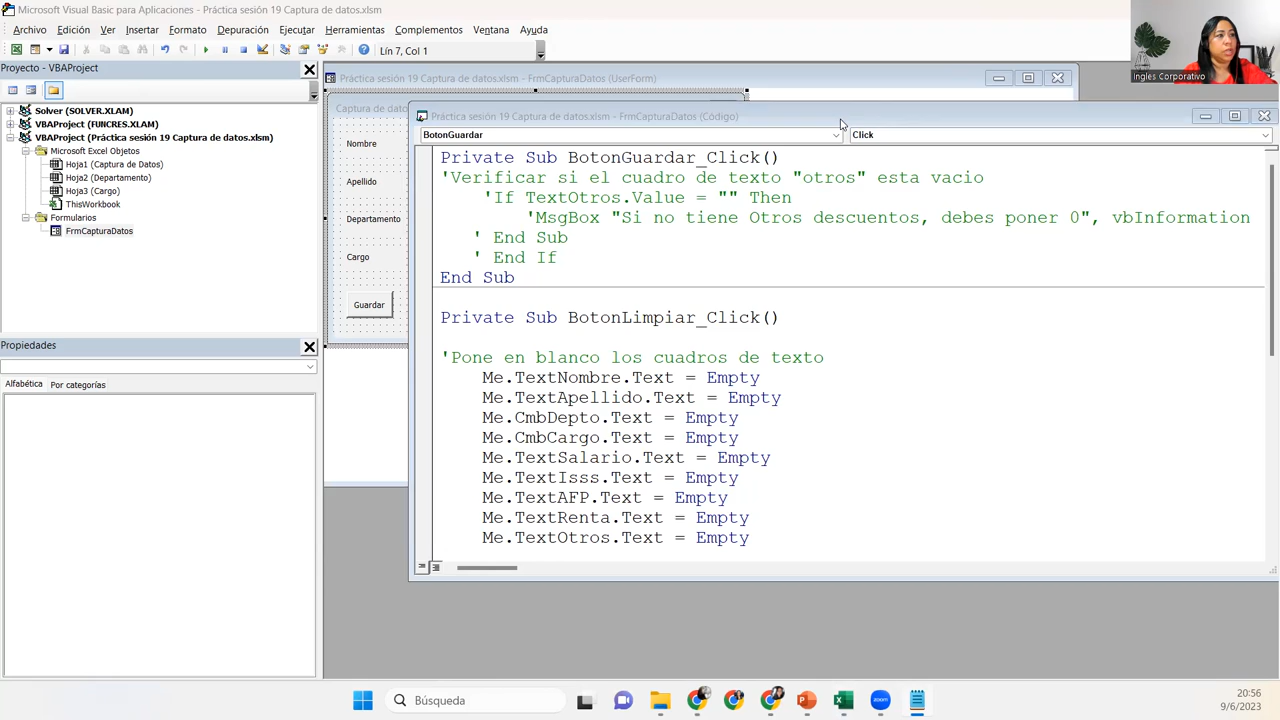 Microsoft Visual Basic para Aplicaciones - Práctica sesión 19 Captura de datos.xlsm
Archivo Edición Ver Insertar Formato Depuración Ejecutar Herramientas Complementos Ventana Ayuda
Lín 7, Col 1
Ingles Corporativo
Proyecto - VBAProject
Solver (SOLVER.XLAM)
VBAProject (FUNCRES.XLAM)
VBAProject (Práctica sesión 19 Captura de datos.xlsm)
Microsoft Excel Objetos
Hoja1 (Captura de Datos)
Hoja2 (Departamento)
Hoja3 (Cargo)
ThisWorkbook
Formularios
FrmCapturaDatos
Propiedades
Alfabética Por categorías
Práctica sesión 19 Captura de datos.xlsm - FrmCapturaDatos (UserForm)
Captura de dato
Nombre
Apellido
Departamento
Cargo
Guardar
Práctica sesión 19 Captura de datos.xlsm - FrmCapturaDatos (Código)
BotonGuardar Click
Private Sub BotonGuardar_Click()
'Verificar si el cuadro de texto "otros" esta vacio
'If TextOtros.Value = "" Then
'MsgBox "Si no tiene Otros descuentos, debes poner 0", vbInformation
' End Sub
' End If
End Sub
Private Sub BotonLimpiar_Click()
'Pone en blanco los cuadros de texto
Me.TextNombre.Text = Empty
Me.TextApellido.Text = Empty
Me.CmbDepto.Text = Empty
Me.CmbCargo.Text = Empty
Me.TextSalario.Text = Empty
Me.TextIsss.Text = Empty
Me.TextAFP.Text = Empty
Me.TextRenta.Text = Empty
Me.TextOtros.Text = Empty
Búsqueda
20:56
9/6/2023